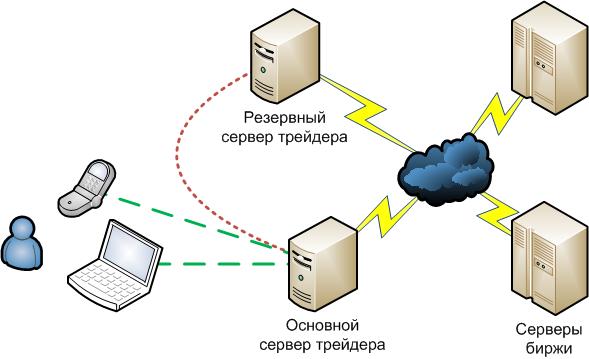 Резервный
сервер трейдера
Основной
сервер трейдера
Серверы
биржи